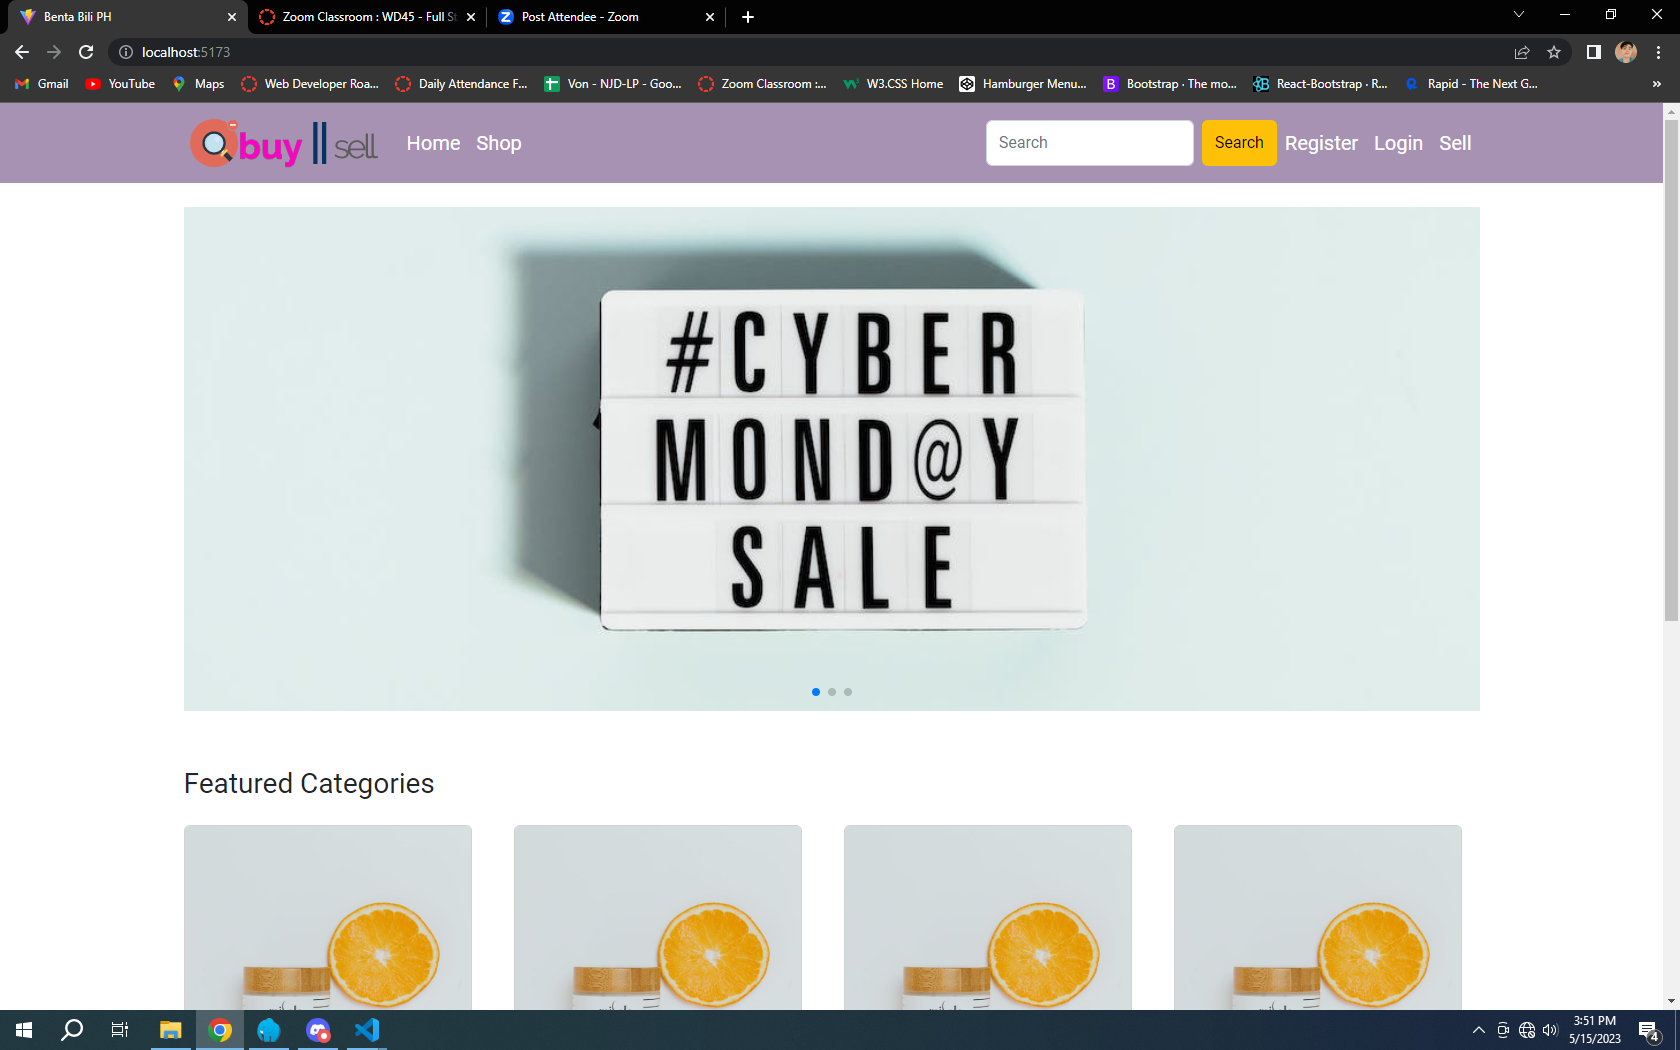 Benta Bili PH
Zoom Classroom : WD45 - Full St
Post Attendee - Zoom
localhost:5173
Gmail
YouTube
Maps
Web Developer Roa...
Daily Attendance F...
Von - NJD-LP - Goo...
Zoom Classroom :...
W3.CSS Home
Hamburger Menu...
Bootstrap · The mo...
React-Bootstrap · R...
Rapid - The Next G...
»
buy || sell
Home
Shop
Search
Search
Register
Login
Sell
#CYBER
MOND@Y
SALE
Featured Categories
3:51 PM
5/15/2023
4